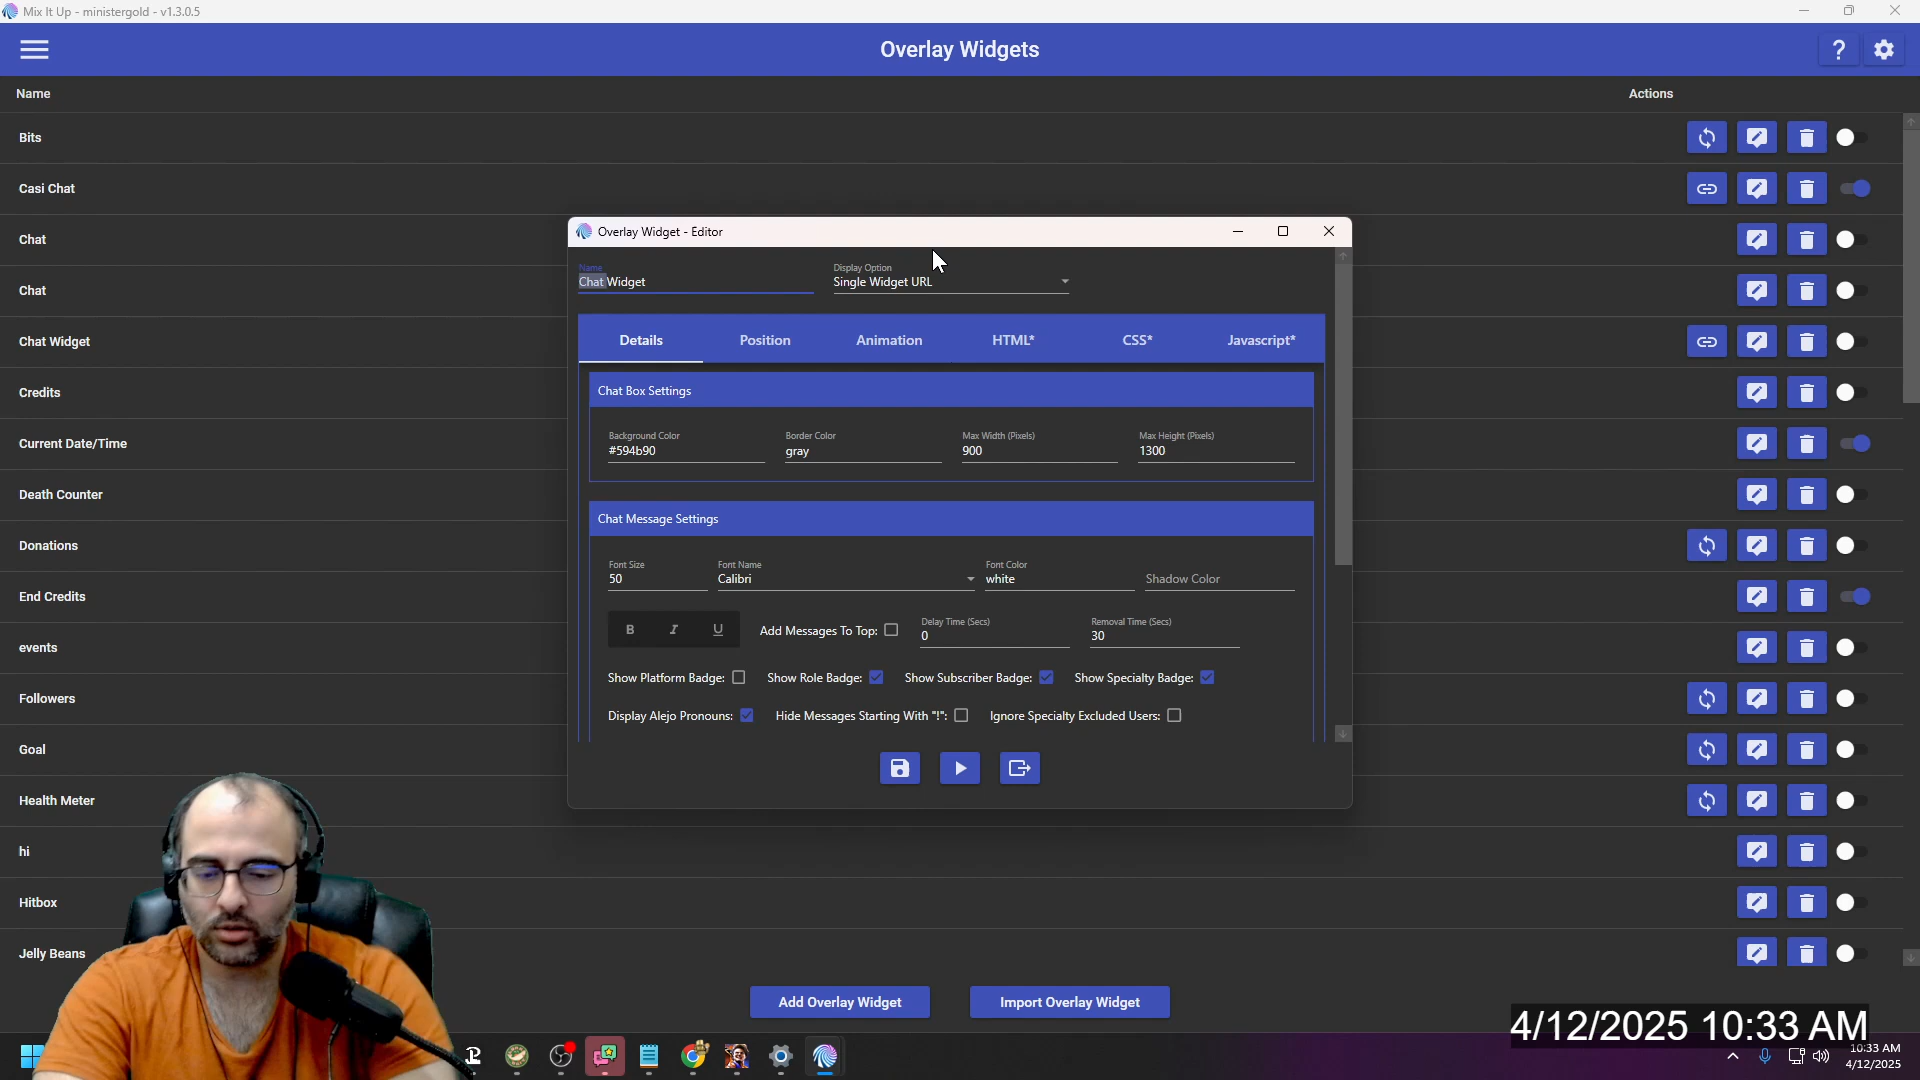 Mix It Up - ministergold - v1.3.0.5
Overlay Widgets
?
Name
Actions
Bits
Casi Chat
Chat
Chat
Chat Widget
Credits
Current Date/Time
Death Counter
Donations
End Credits
events
Followers
Goal
Health Meter
hi
Hitbox
Jelly Beans
Overlay Widget - Editor
Name
Chat Widget
Display Option
Single Widget URL
Details
Position
Animation
HTML*
CSS*
Javascript*
Chat Box Settings
Background Color
#594b90
Border Color
gray
Max Width (Pixels)
900
Max Height (Pixels)
1300
Chat Message Settings
Font Size
50
Font Name
Calibri
Font Color
white
Shadow Color
B I U
Add Messages To Top:
Delay Time (Secs)
0
Removal Time (Secs)
30
Show Platform Badge:
Show Role Badge:
Show Subscriber Badge:
Show Specialty Badge:
Display Alejo Pronouns:
Hide Messages Starting With "!":
Ignore Specialty Excluded Users:
Add Overlay Widget
Import Overlay Widget
4/12/2025 10:33 AM
10:33 AM
4/12/2025